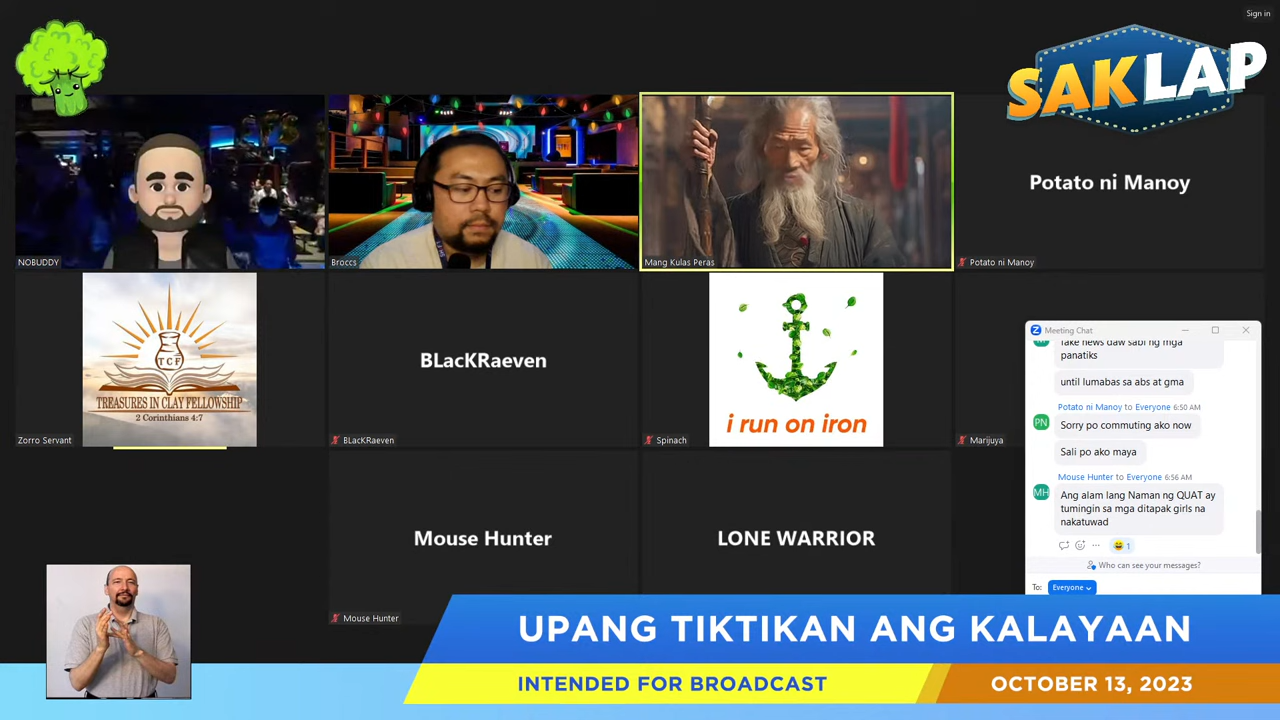 Sign in
SAKLAP
NOBUDDY
Broccs
Mang Kulas Peras
Potato ni Manoy
Potato ni Manoy
TCF
TREASURES IN CLAY FELLOWSHIP
2 Corinthians 4:7
Zorro Servant
BLacKRaeven
BLacKRaeven
i run on iron
Spinach
Marijuya
Mouse Hunter
Mouse Hunter
LONE WARRIOR
Meeting Chat
fake news daw sabi ng mga
panatiks
until lumabas sa abs at gma
Potato ni Manoy to Everyone 6:50 AM
PN
Sorry po commuting ako now
Sali po ako maya
Mouse Hunter to Everyone 6:56 AM
MH
Ang alam lang Naman ng QUAT ay
tumingin sa mga ditapak girls na
nakatuwad
1
Who can see your messages?
To: Everyone
UPANG TIKTIKAN ANG KALAYAAN
INTENDED FOR BROADCAST
OCTOBER 13, 2023